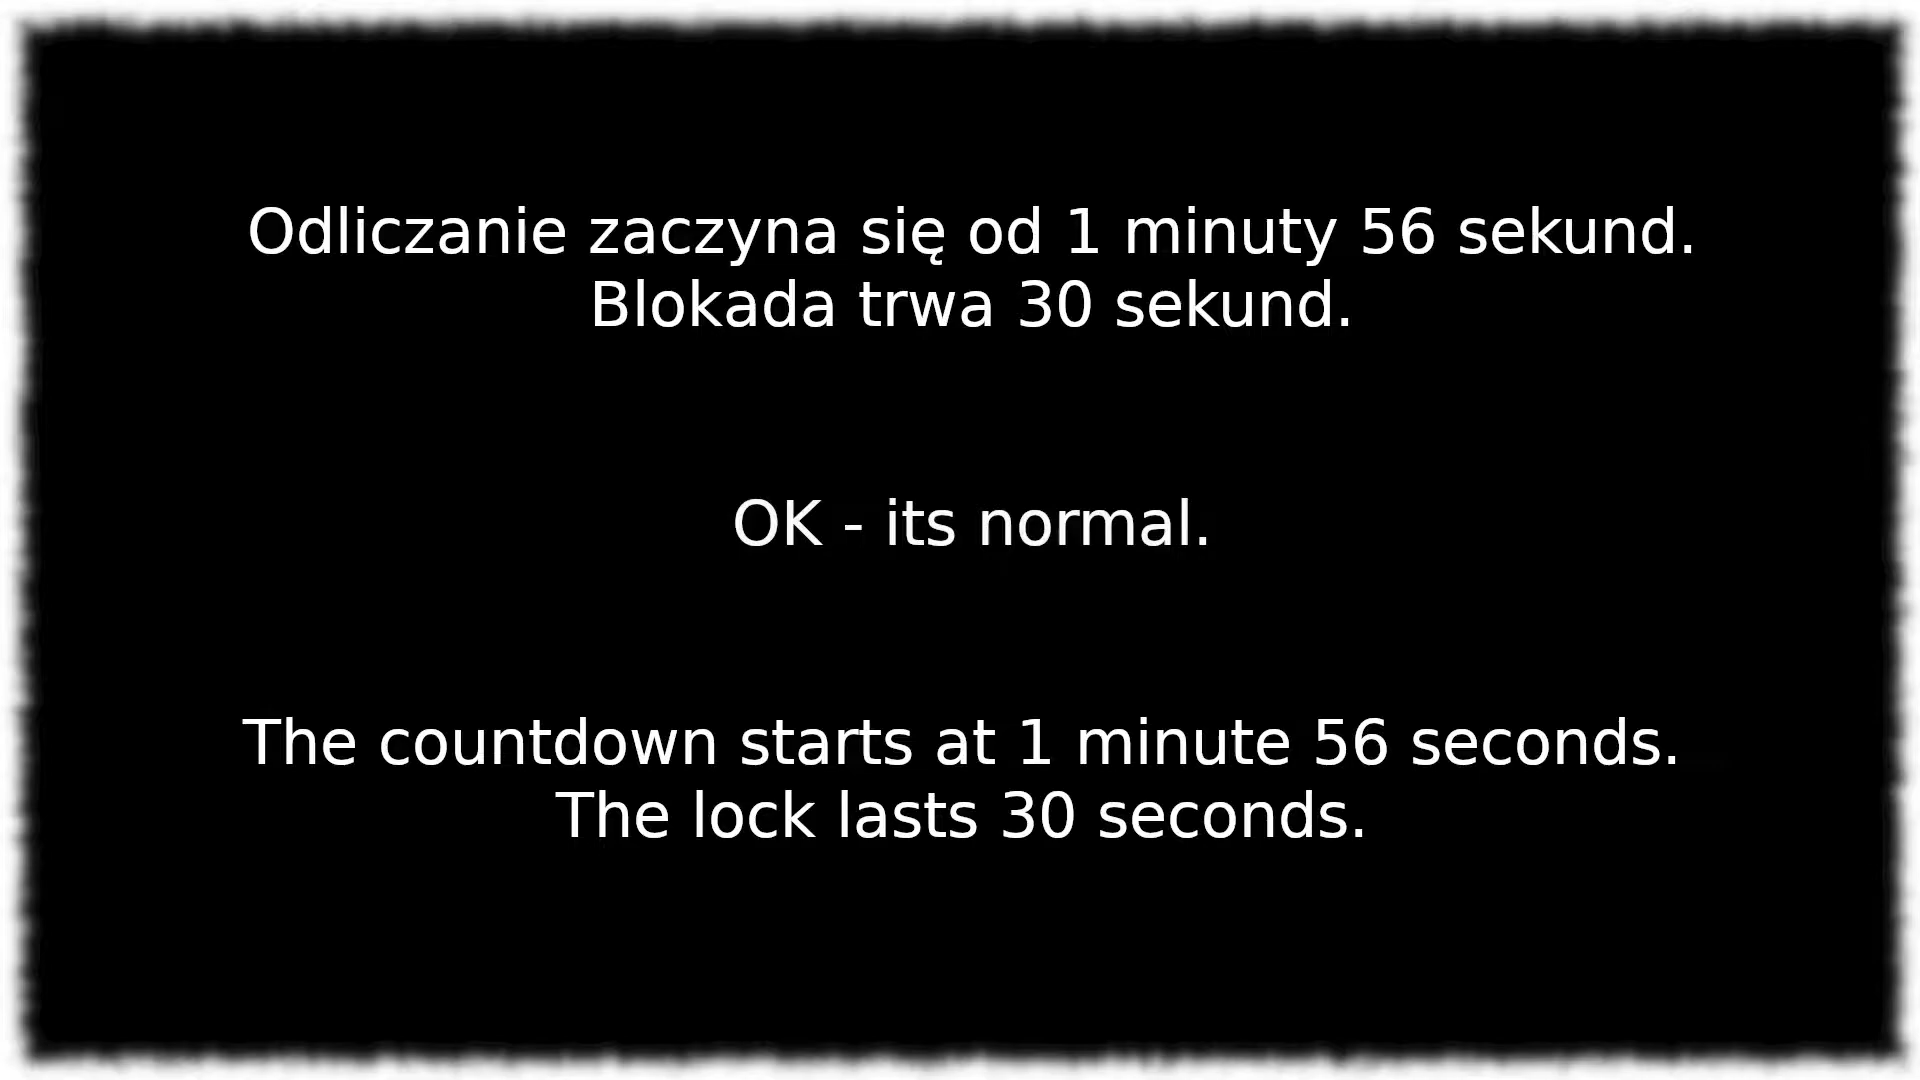 Odliczanie zaczyna się od 1 minuty 56 sekund.
Blokada trwa 30 sekund.
OK - its normal.
The countdown starts at 1 minute 56 seconds.
The lock lasts 30 seconds.